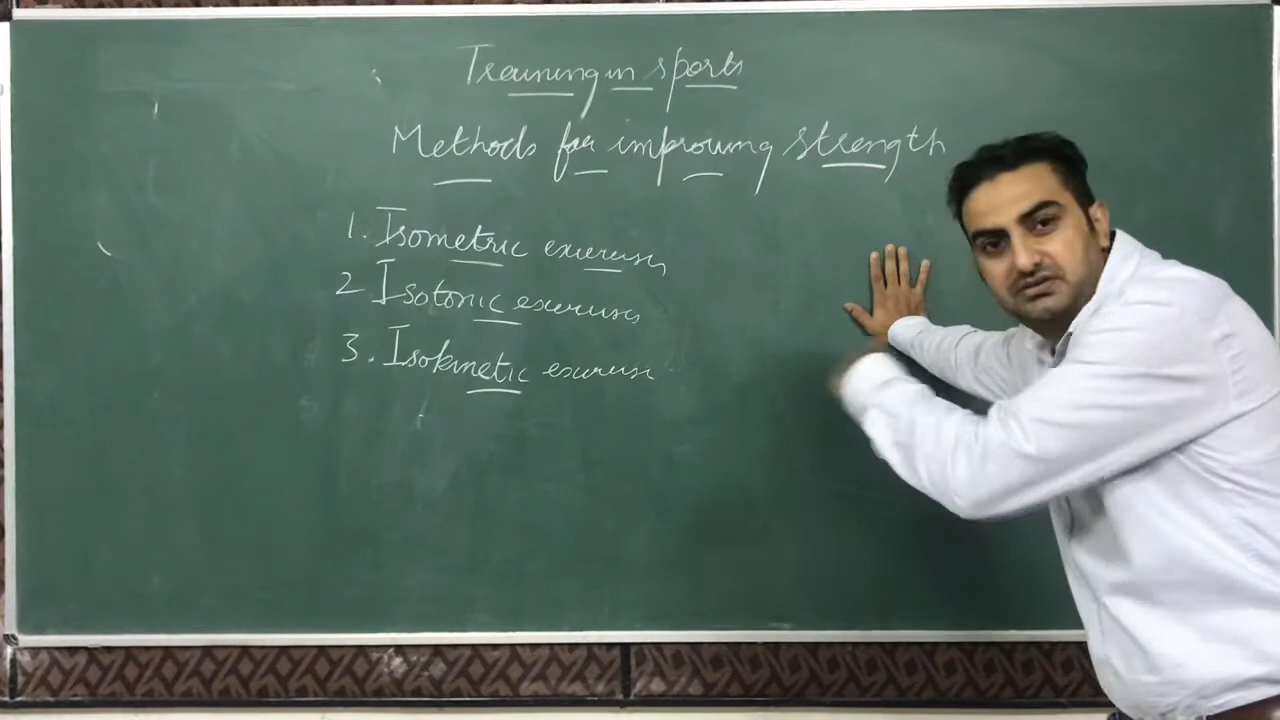 Training in sports
Methods for improving strength
1. Isometric exercises
2 Isotonic exercises
3. Isokinetic exercise